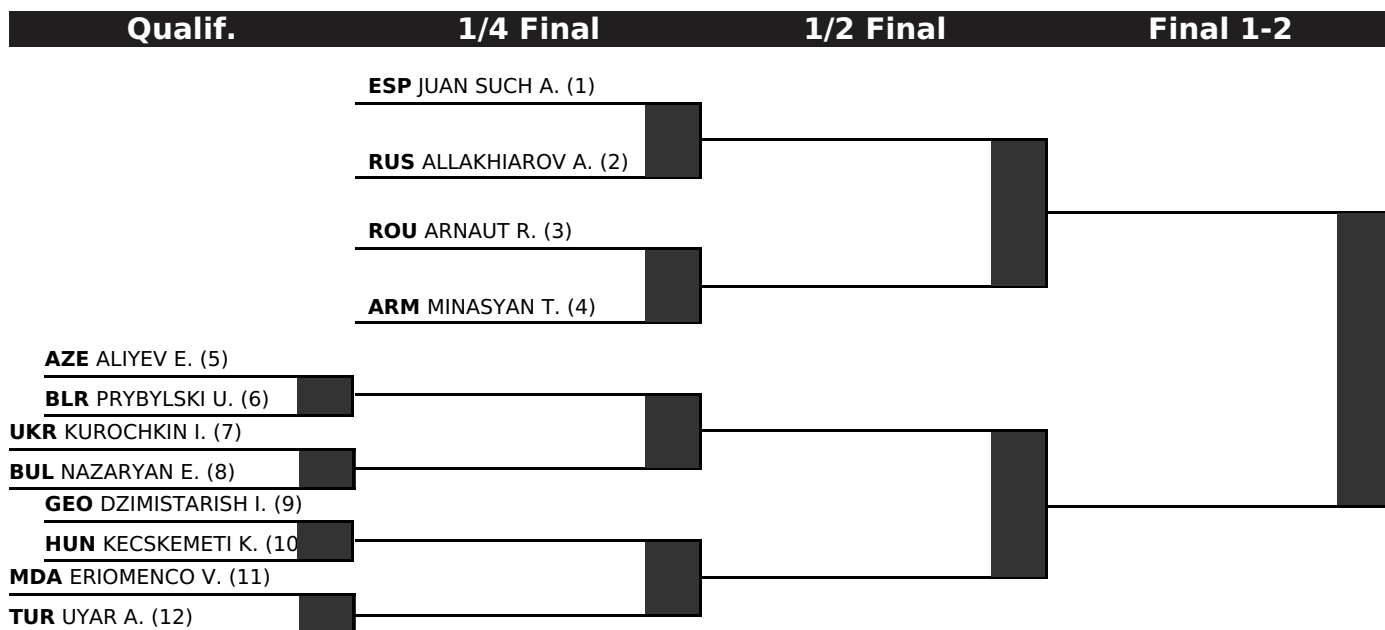 Qualif. 1/4 Final 1/2 Final Final 1-2
ESP JUAN SUCH A. (1)
RUS ALLAKHIAROV A. (2)
ROU ARNAUT R. (3)
ARM MINASYAN T. (4)
AZE ALIYEV E. (5)
BLR PRYBYLSKI U. (6)
UKR KUROCHKIN I. (7)
BUL NAZARYAN E. (8)
GEO DZIMISTARISH I. (9)
HUN KECSKEMETI K. (10
MDA ERIOMENCO V. (11)
TUR UYAR A. (12)